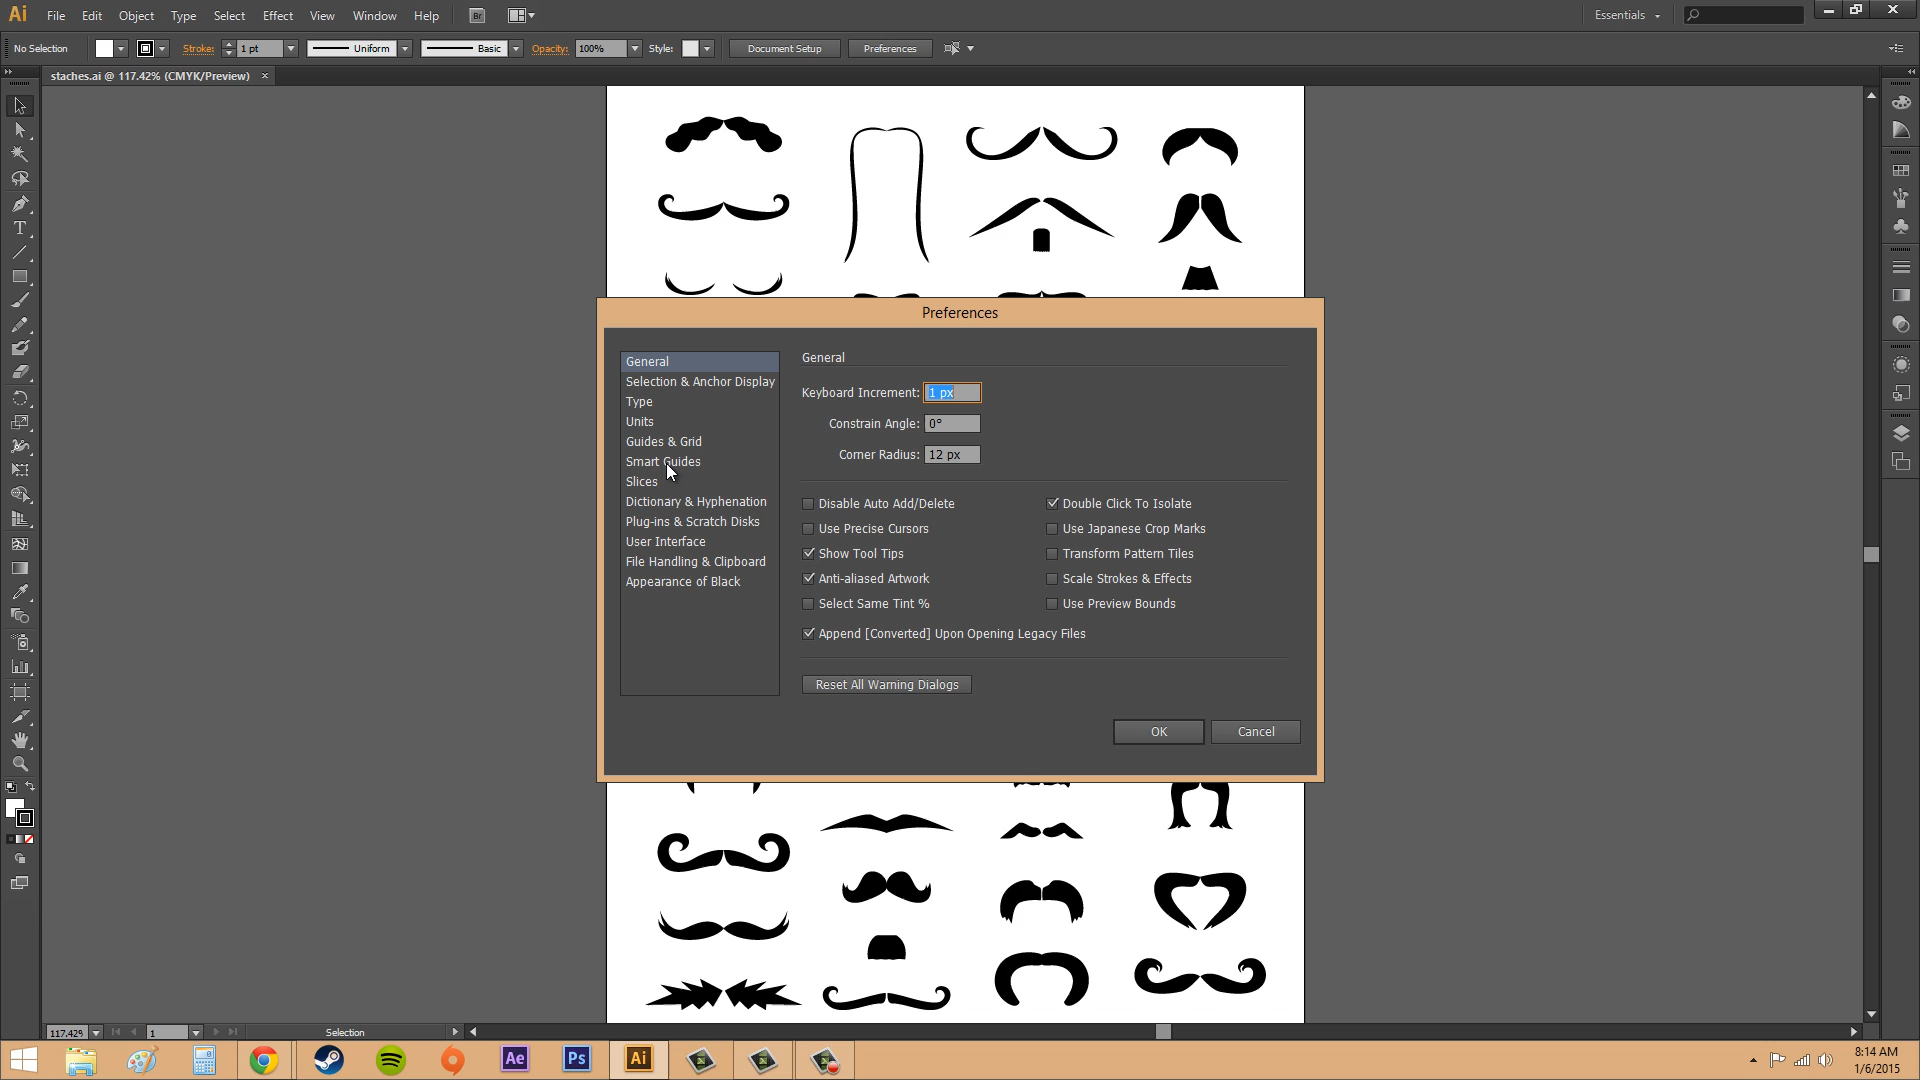 Ai File Edit Object Type Select Effect View Window Help Br Essentials
No Selection Stroke: 1 pt Uniform Basic Opacity: 100% Style: Document Setup Preferences
staches.ai @ 117.42% (CMYK/Preview) ×
Preferences
General
Selection & Anchor Display
Type
Units
Guides & Grid
Smart Guides
Slices
Dictionary & Hyphenation
Plug-ins & Scratch Disks
User Interface
File Handling & Clipboard
Appearance of Black
General
Keyboard Increment: 1 px
Constrain Angle: 0°
Corner Radius: 12 px
Disable Auto Add/Delete
Use Precise Cursors
Show Tool Tips
Anti-aliased Artwork
Select Same Tint %
Double Click To Isolate
Use Japanese Crop Marks
Transform Pattern Tiles
Scale Strokes & Effects
Use Preview Bounds
Append [Converted] Upon Opening Legacy Files
Reset All Warning Dialogs
OK Cancel
117.42% 1 Selection
Ae Ps Ai
8:14 AM
1/6/2015